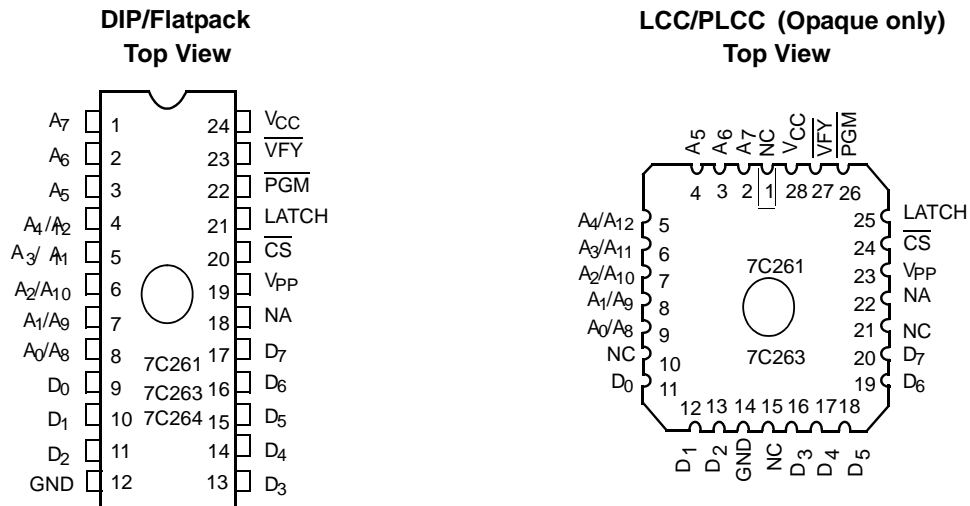 DIP/Flatpack
Top View
A7 1 24 VCC
A6 2 23 VFY
A5 3 22 PGM
A4/A2 4 21 LATCH
A3/ A1 5 20 CS
A2/A10 6 19 VPP
A1/A9 7 18 NA
A0/A8 8 17 D7
7C261
D0 9 16 D6
7C263
D1 10 15 D5
7C264
D2 11 14 D4
GND 12 13 D3
LCC/PLCC (Opaque only)
Top View
A5 A6 A7 NC VCC VFY PGM
4 3 2 1 28 27 26
A4/A12 5 25 LATCH
A3/A11 6 24 CS
A2/A10 7 23 VPP
7C261
A1/A9 8 22 NA
A0/A8 9 21 NC
NC 10 20 D7
7C263
D0 11 19 D6
12 13 14 15 16 17 18
D1 D2 GND NC D3 D4 D5